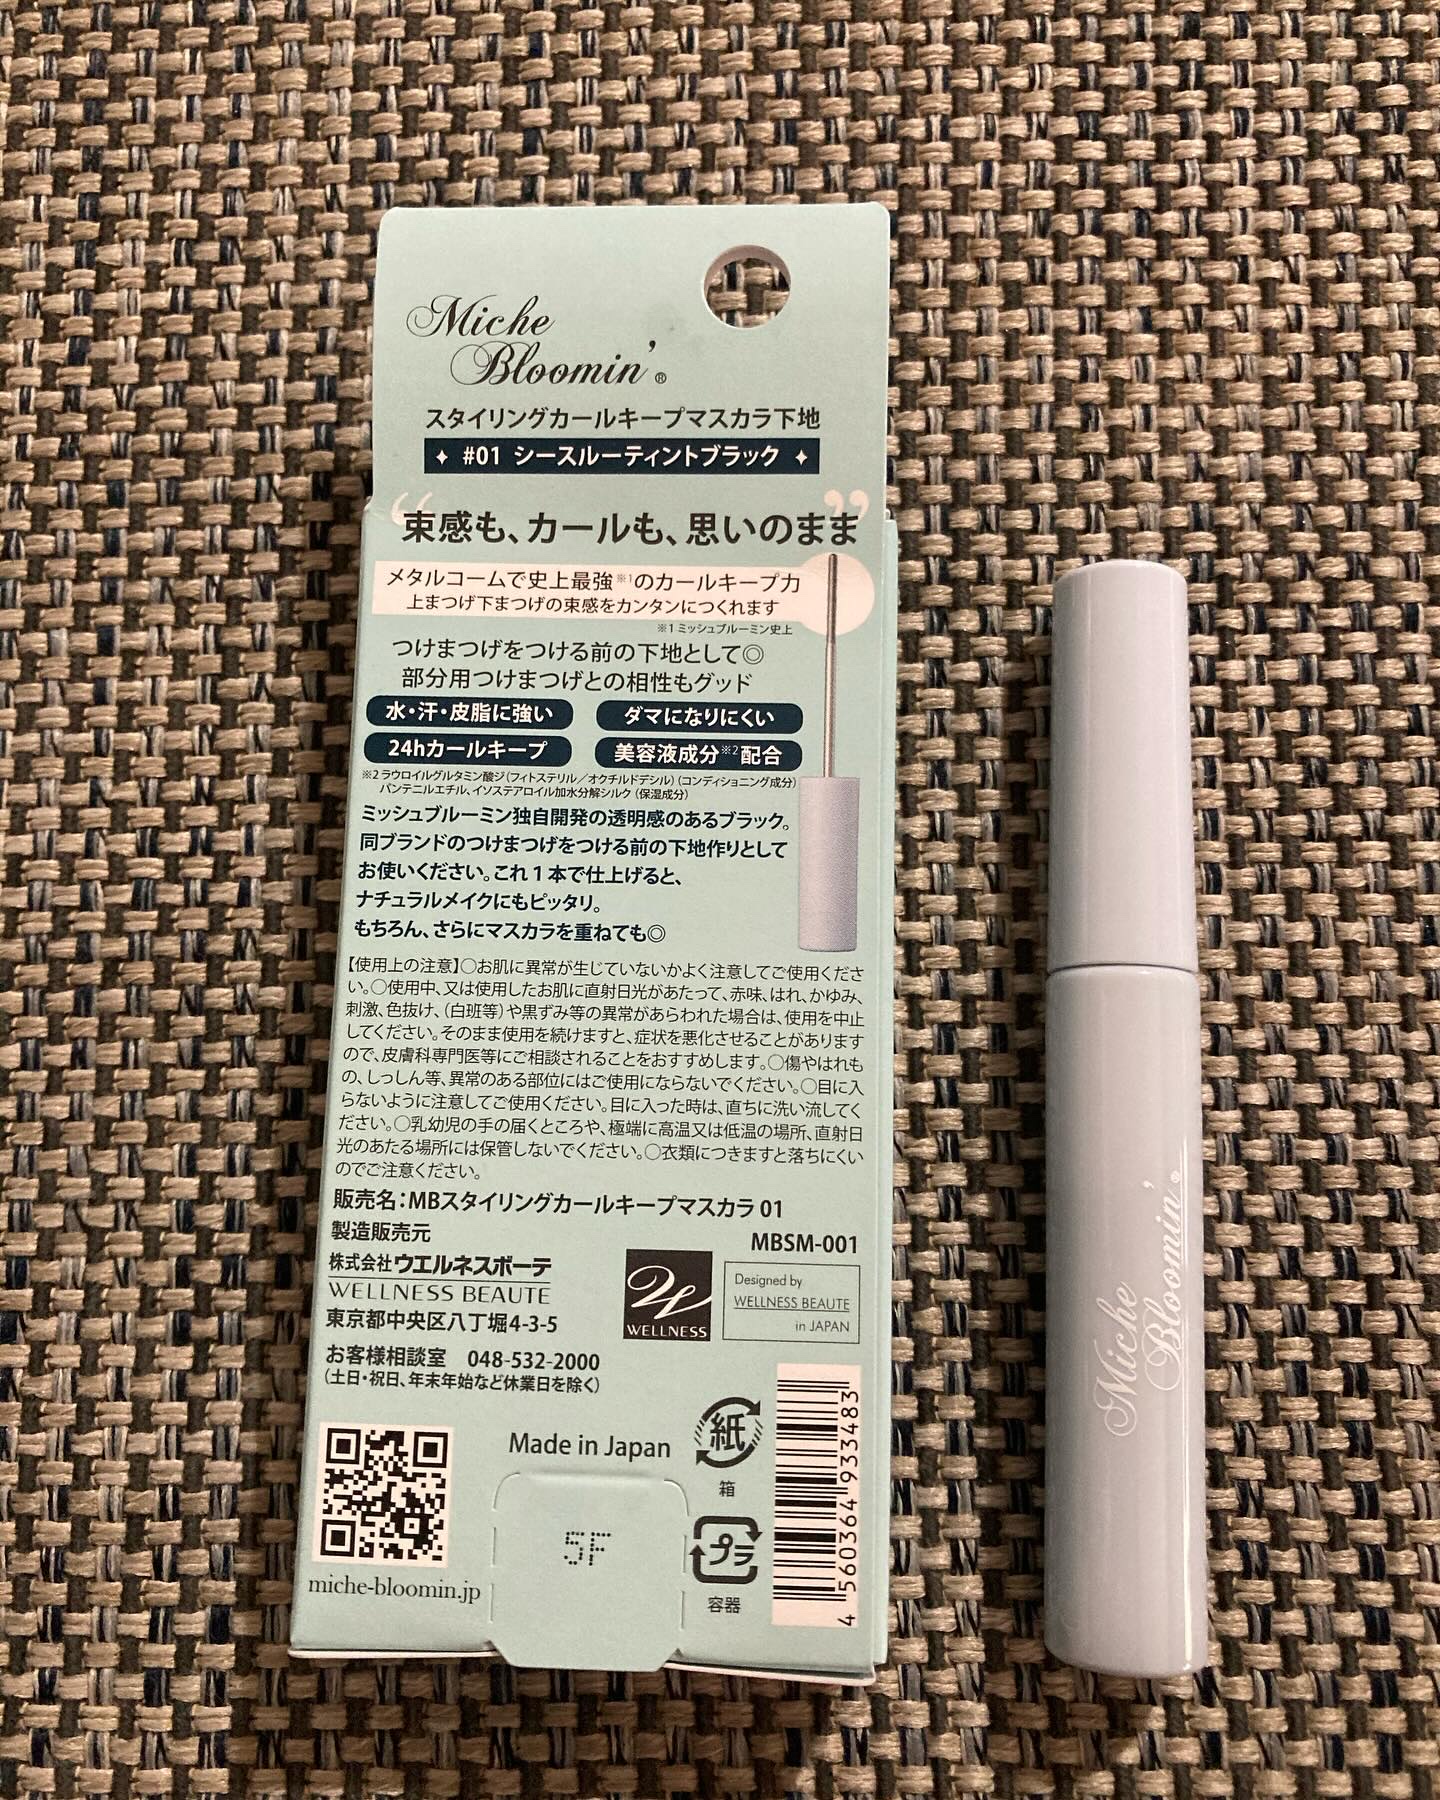 Miche
Bloomin'®
スタイリングカールキープマスカラ下地
✦ #01 シースルーティントブラック ✦
“束感も、カールも、思いのまま”
メタルコームで史上最強※1のカールキープ力
上まつげ下まつげの束感をカンタンにつくれます
※1 ミッシュブルーミン史上
つけまつげをつける前の下地として◎
部分用つけまつげとの相性もグッド
水・汗・皮脂に強い
ダマになりにくい
24hカールキープ
美容液成分※2配合
※2 ラウロイルグルタミン酸ジ(フィトステリル／オクチルドデシル)(コンディショニング成分)
パンテニルエチル、イソステアロイル加水分解シルク(保湿成分)
ミッシュブルーミン独自開発の透明感のあるブラック。
同ブランドのつけまつげをつける前の下地作りとして
お使いください。これ1本で仕上げると、
ナチュラルメイクにもピッタリ。
もちろん、さらにマスカラを重ねても◎
【使用上の注意】○お肌に異常が生じていないかよく注意してご使用くださ
い。○使用中、又は使用したお肌に直射日光があたって、赤味、はれ、かゆみ、
刺激、色抜け、(白斑等)や黒ずみ等の異常があらわれた場合は、使用を中止
してください。そのまま使用を続けますと、症状を悪化させることがあります
ので、皮膚科専門医等にご相談されることをおすすめします。○傷やはれも
の、しっしん等、異常のある部位にはご使用にならないでください。○目に入
らないように注意してご使用ください。目に入った時は、直ちに洗い流してく
ださい。○乳幼児の手の届くところや、極端に高温又は低温の場所、直射日
光のあたる場所には保管しないでください。○衣類につきますと落ちにくい
のでご注意ください。
販売名：MBスタイリングカールキープマスカラ 01
製造販売元
MBSM-001
株式会社ウエルネスボーテ
WELLNESS BEAUTE
東京都中央区八丁堀4-3-5
W
WELLNESS
Designed by
WELLNESS BEAUTE
in JAPAN
お客様相談室 048-532-2000
(土日・祝日、年末年始など休業日を除く)
Made in Japan
紙
箱
プラ
容器
5F
miche-bloomin.jp
4 560364 933483
Miche
Bloomin'®